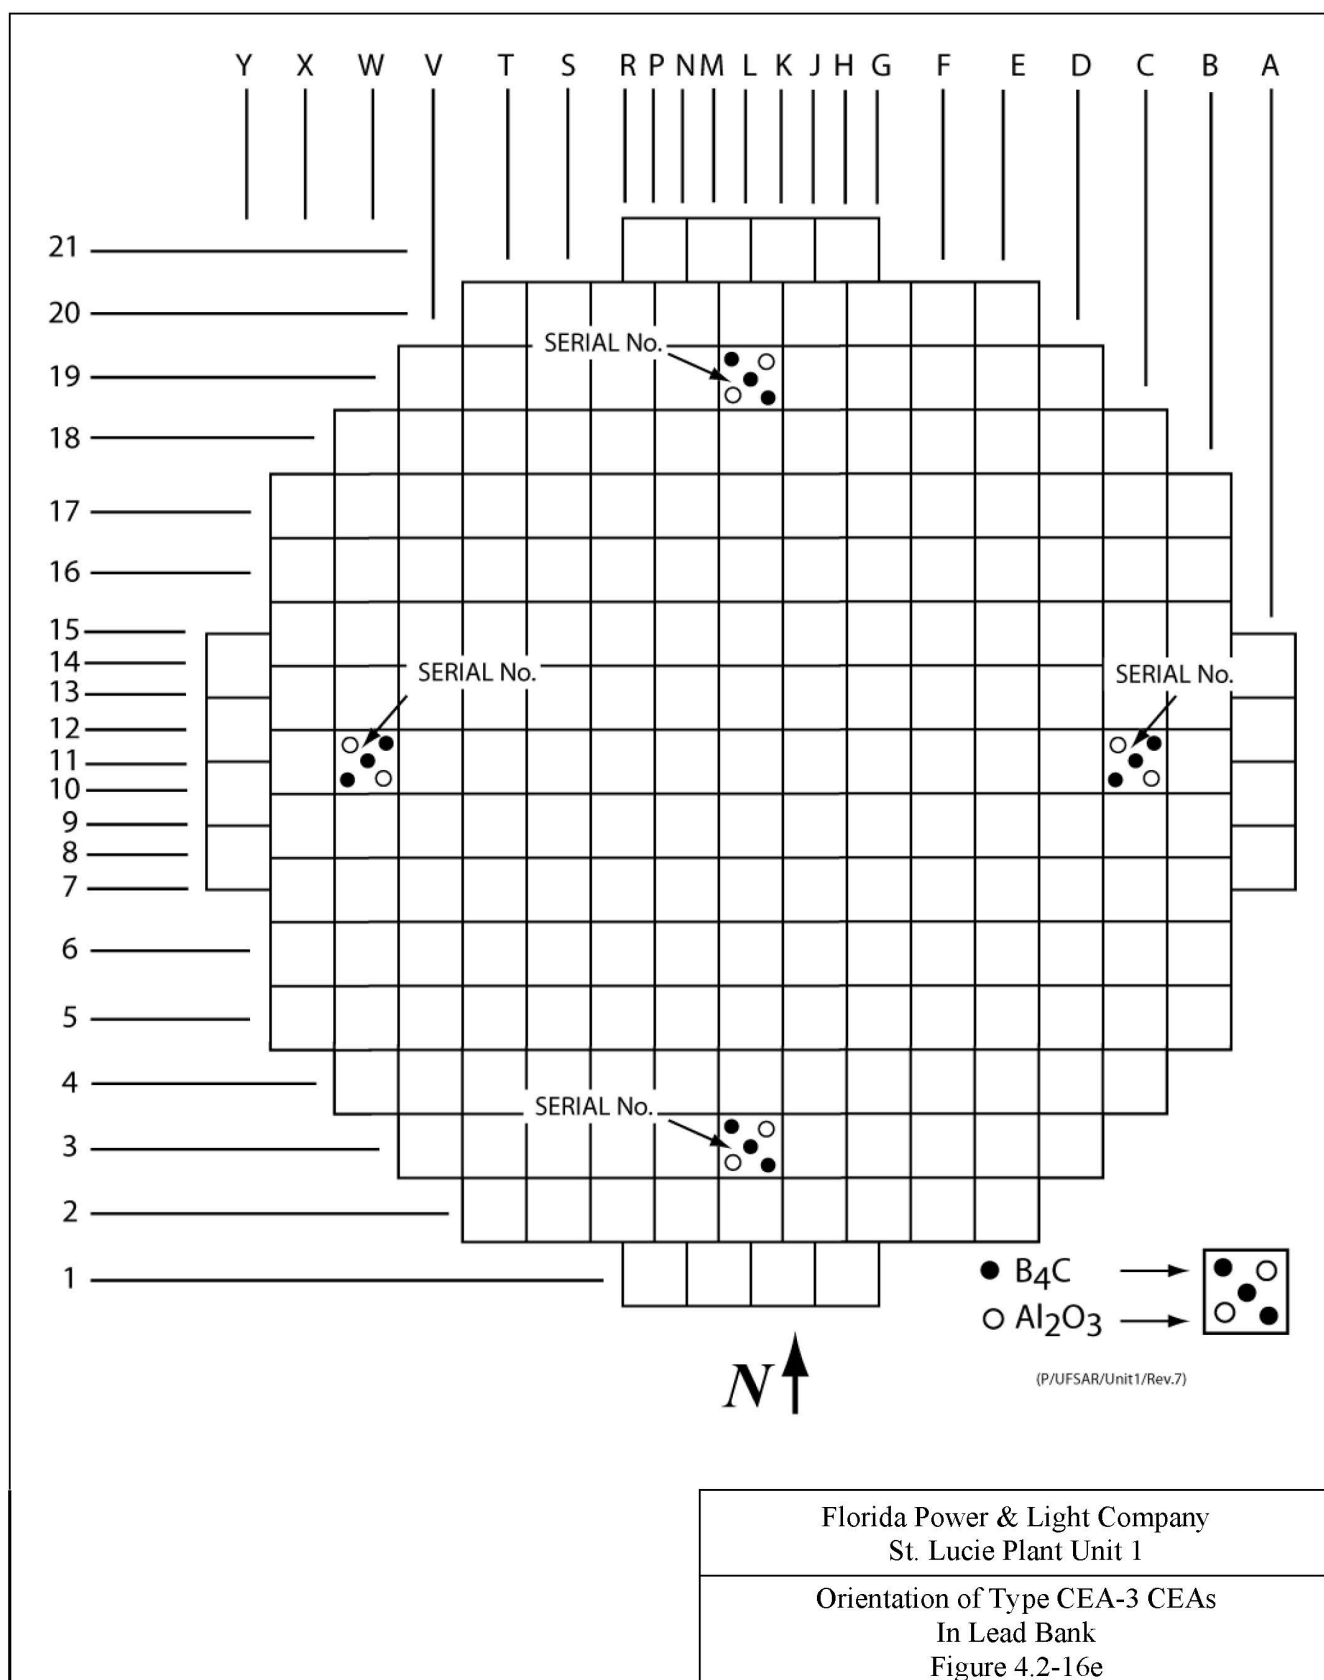 Y X W V T S R P N M L K J H G F E D C B A
21
20
SERIAL No.
19
18
17
16
15
14
SERIAL No.
SERIAL No.
13
12
11
10
9
8
7
6
5
4
SERIAL No.
3
2
1
B4C
Al2O3
N
(P/UFSAR/Unit1/Rev.7)
Florida Power & Light Company
St. Lucie Plant Unit 1
Orientation of Type CEA-3 CEAs
In Lead Bank
Figure 4.2-16e